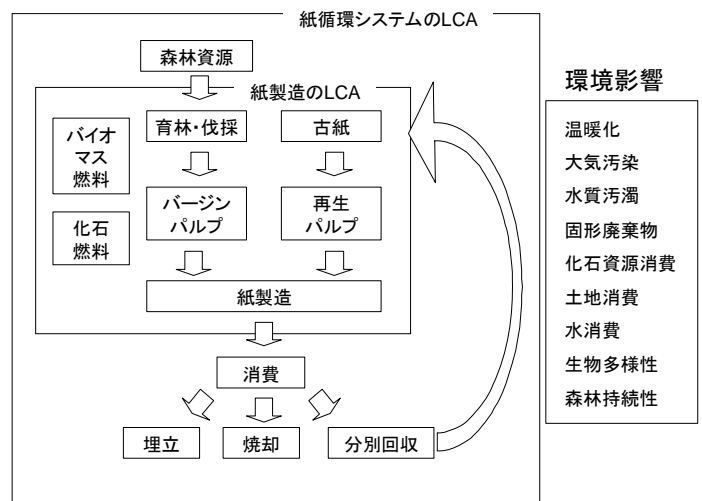 紙循環システムのLCA
森林資源
紙製造のLCA
バイオ
マス
燃料
化石
燃料
育林・伐採
古紙
バージン
パルプ
再生
パルプ
紙製造
消費
埋立
焼却
分別回収
環境影響
温暖化
大気汚染
水質汚濁
固形廃棄物
化石資源消費
土地消費
水消費
生物多様性
森林持続性